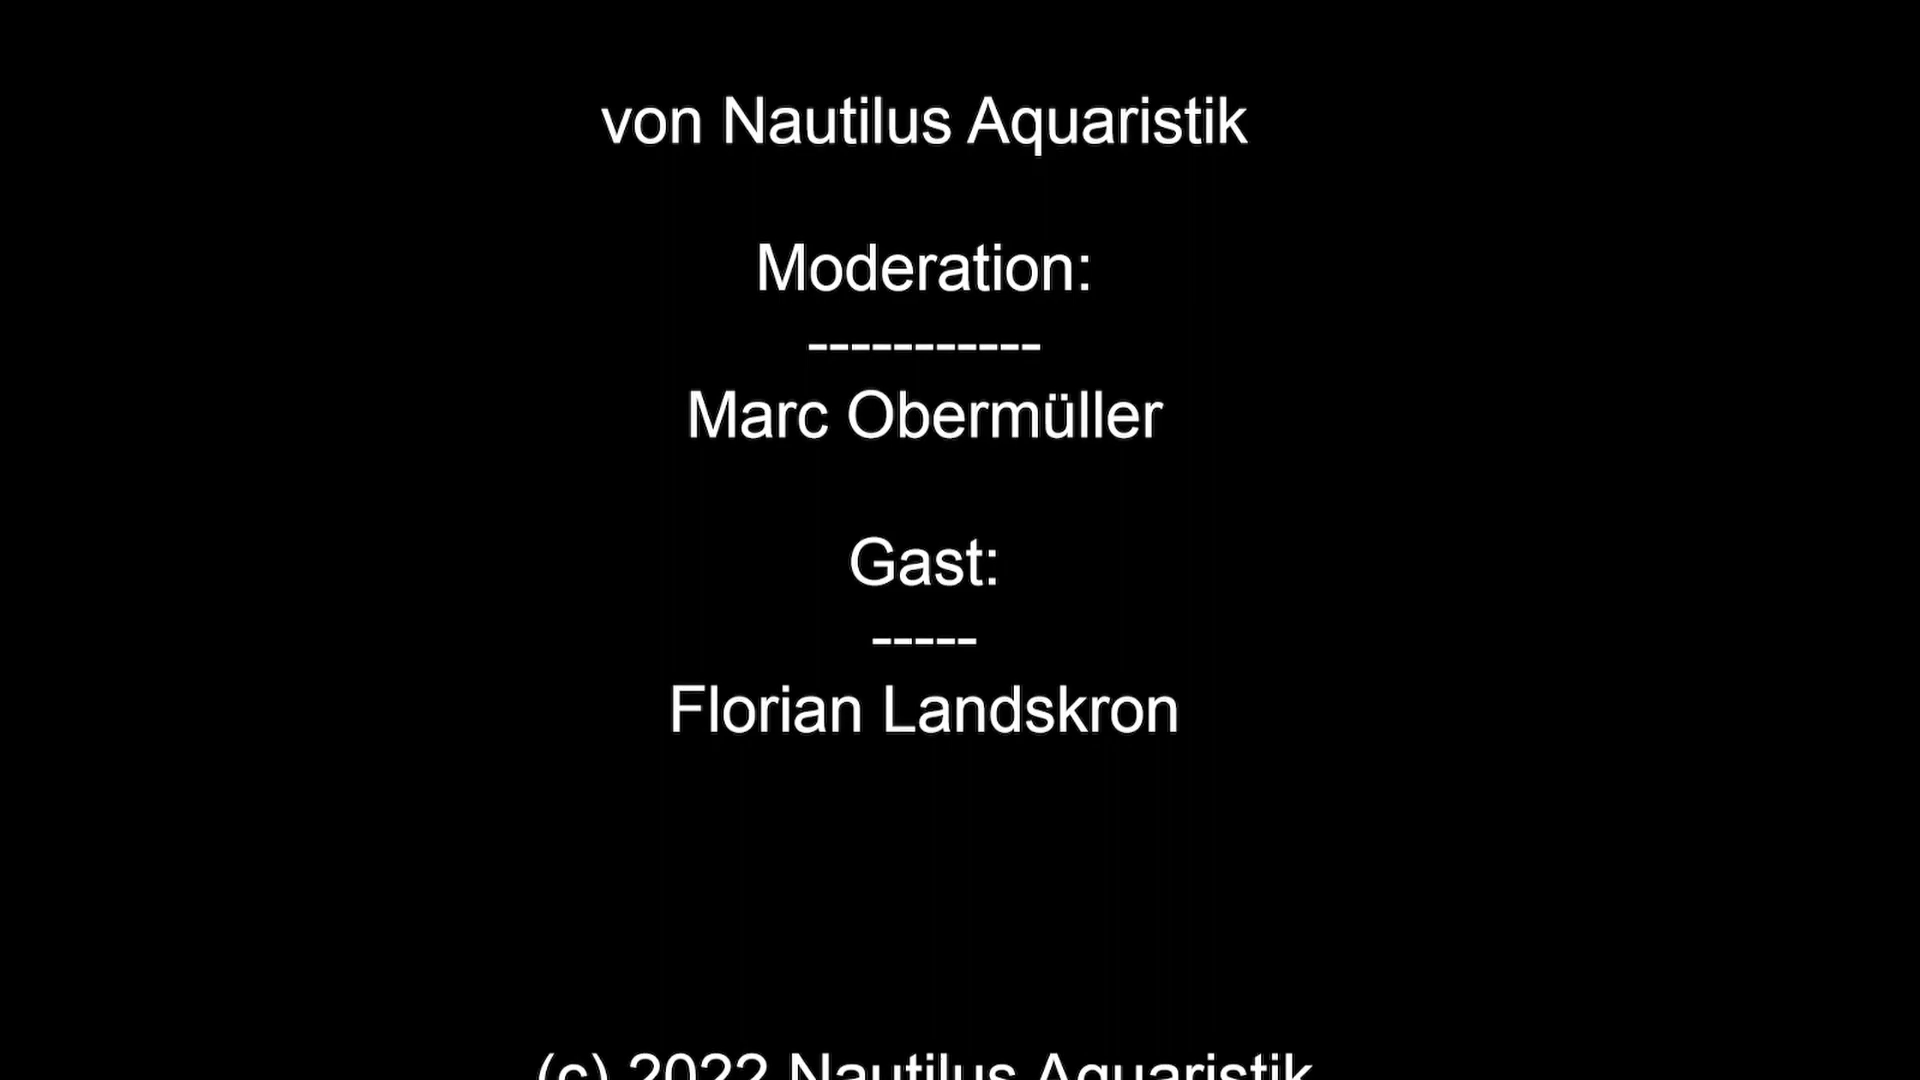 von Nautilus Aquaristik
Moderation:
-----------
Marc Obermüller
Gast:
-----
Florian Landskron
(c) 2022 Nautilus Aquaristik